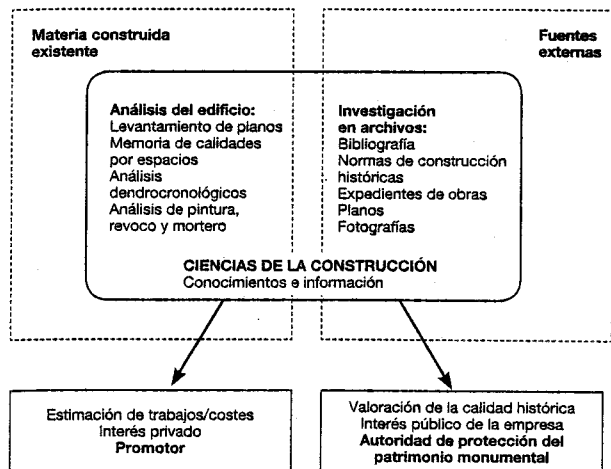 Materia construida
existente
Fuentes
externas
Análisis del edificio:
Levantamiento de planos
Memoria de calidades
por espacios
Análisis
dendrocronológicos
Análisis de pintura,
revoco y mortero
Investigación
en archivos:
Bibliografía
Normas de construcción
históricas
Expedientes de obras
Planos
Fotografías
CIENCIAS DE LA CONSTRUCCIÓN
Conocimientos e información
Estimación de trabajos/costes
Interés privado
Promotor
Valoración de la calidad histórica
Interés público de la empresa
Autoridad de protección del
patrimonio monumental